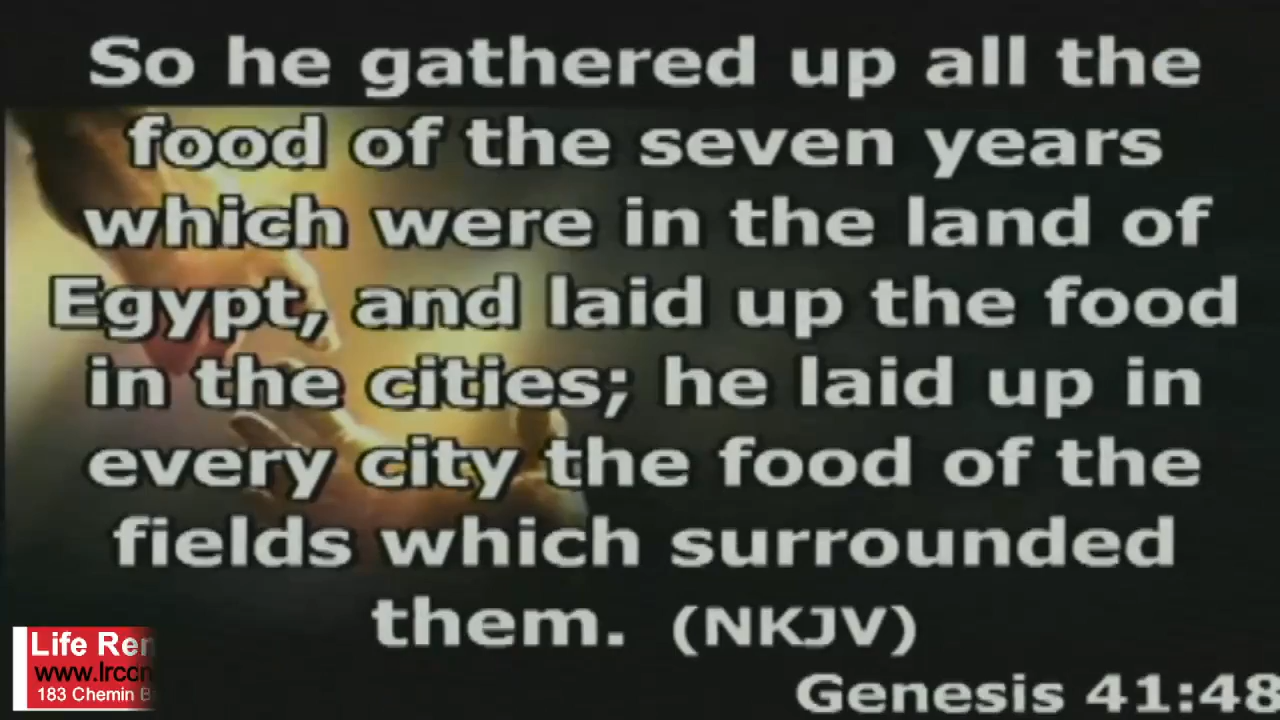 So he gathered up all the
food of the seven years
which were in the land of
Egypt, and laid up the food
in the cities; he laid up in
every city the food of the
fields which surrounded
them. (NKJV)
Genesis 41:48
Life Ren
www.lrccn
183 Chemin B